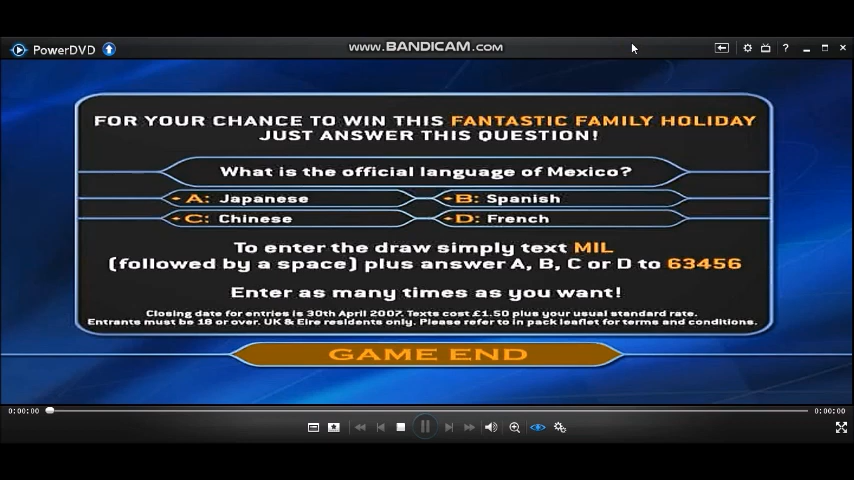 PowerDVD
www.BANDICAM.com
?
FOR YOUR CHANCE TO WIN THIS FANTASTIC FAMILY HOLIDAY
JUST ANSWER THIS QUESTION!
What is the official language of Mexico?
A: Japanese
B: Spanish
C: Chinese
D: French
To enter the draw simply text MIL
(followed by a space) plus answer A, B, C or D to 63456
Enter as many times as you want!
Closing date for entries is 30th April 2007. Texts cost £1.50 plus your usual standard rate.
Entrants must be 18 or over. UK & Eire residents only. Please refer to in pack leaflet for terms and conditions.
GAME END
0:00:00
0:00:00